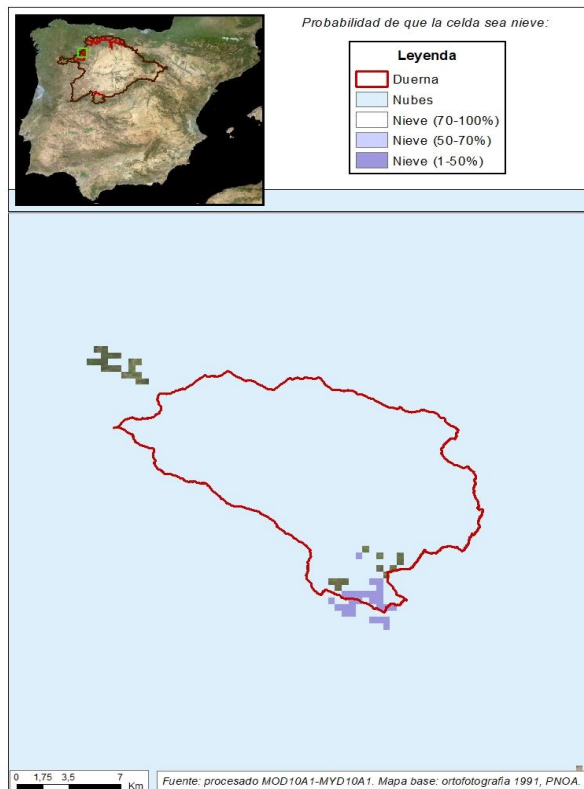 Probabilidad de que la celda sea nieve:
Leyenda
Duerna
Nubes
Nieve (70-100%)
Nieve (50-70%)
Nieve (1-50%)
0 1,75 3,5 7
Km
Fuente: procesado MOD10A1-MYD10A1. Mapa base: ortofotografía 1991, PNOA.